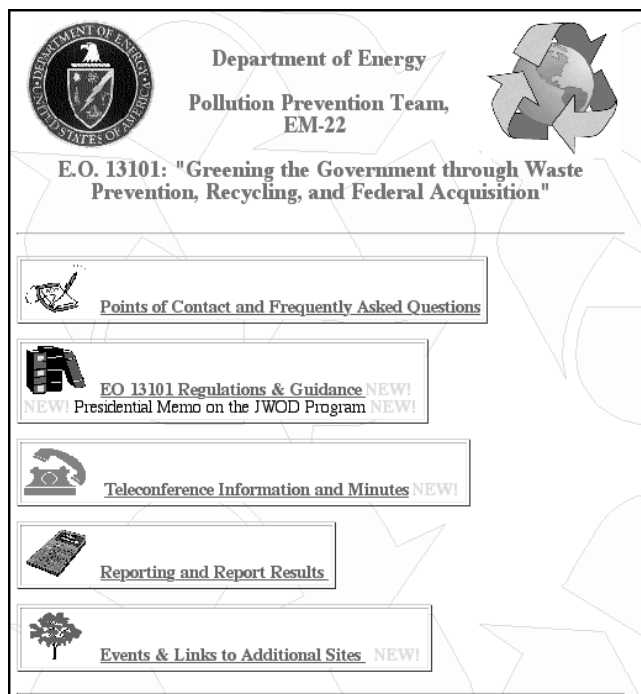 DEPARTMENT OF ENERGY
UNITED STATES OF AMERICA
Department of Energy
Pollution Prevention Team,
EM-22
E.O. 13101: "Greening the Government through Waste
Prevention, Recycling, and Federal Acquisition"
Points of Contact and Frequently Asked Questions
EO 13101 Regulations & Guidance NEW!
NEW! Presidential Memo on the JWOD Program NEW!
Teleconference Information and Minutes NEW!
Reporting and Report Results
Events & Links to Additional Sites NEW!